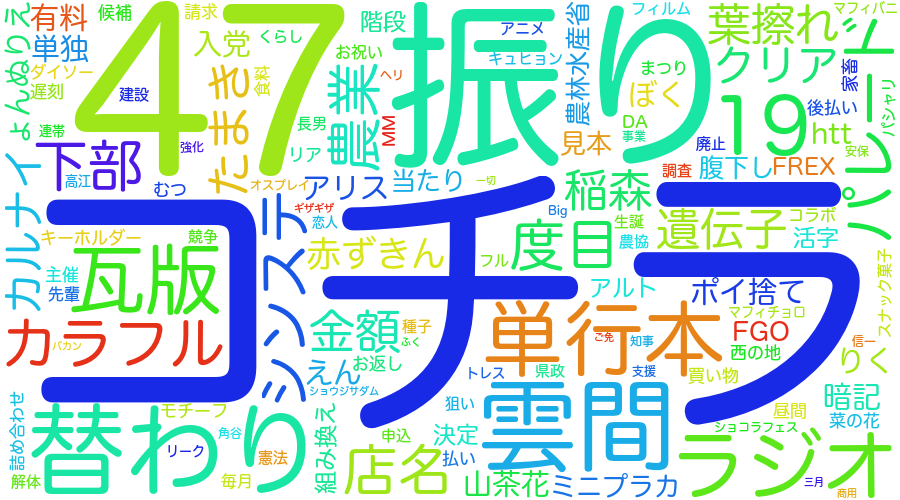 有料
候補
請求
階段
アニメ
フィルム
マフィパニ
単独
入党
くらし
お祝い
キュヒョン
農林水産省
葉擦れ
ダイソー
遅刻
建設
47
振り
まつり
クリア
家畜
パレード
ょんぬりえ
たまき
食料
ヘリ
農業
MM
ぼく
19
後払い
パシャリ
連帯
強化
長男
リア
DA
事業
見本
廃止
htt
安保
下部
高江
むつ
オスプレイ
アリス
当たり
一切
稲森
調査
腹下し
FREX
カルナイ
ギザギザ
恋人
Big
生誕
農協
遺伝子
コラボ
活字
キーホルダー
競争
シンステ
赤ずきん
フル
度目
主催
先輩
瓦版
コチラ
アルト
ポイ捨て
スナック菓子
マフィチョロ
カラフル
バカン
金額
種子
ふく
単行本
ご免
知事
FGO
信一
西の地
りく
えん
お返し
ショウジサダム
トレス
県政
支援
買い物
詰め合わせ
替わり
モチーフ
リーク
角谷
組み換え
狙い
雲間
昼間
暗記
菜の花
ショコラフェス
申込
決定
払い
店名
ラジオ
解体
毎月
憲法
山茶花
ミニプラカ
三月
商用